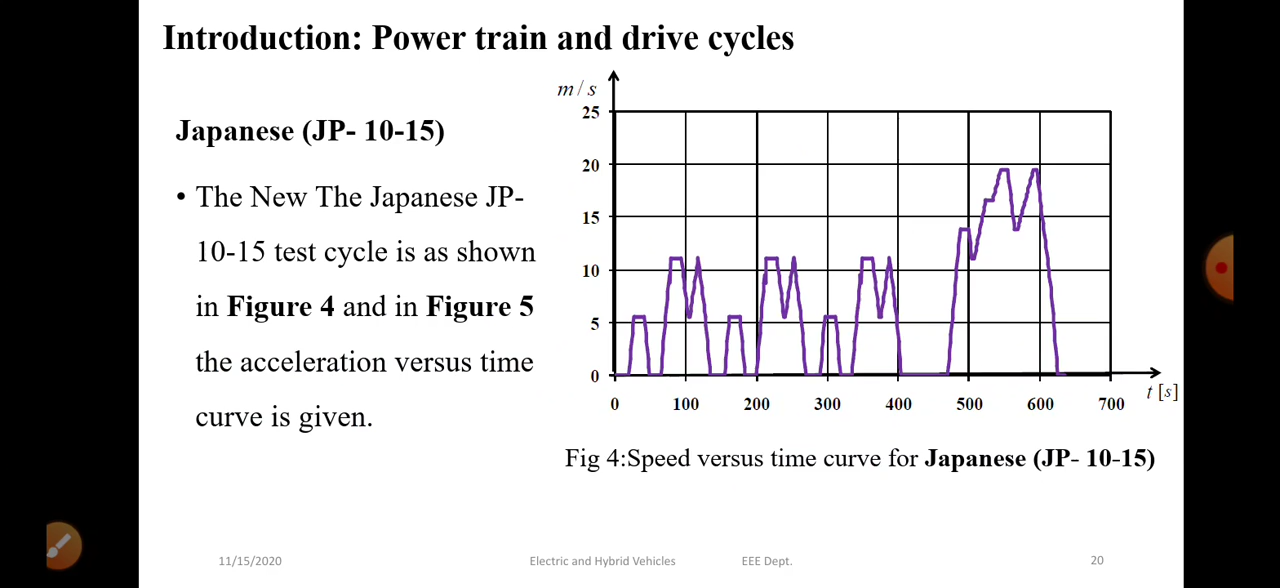 Introduction: Power train and drive cycles
Japanese (JP- 10-15)
• The New The Japanese JP-
10-15 test cycle is as shown
in Figure 4 and in Figure 5
the acceleration versus time
curve is given.
m / s
25
20
15
10
5
0
0 100 200 300 400 500 600 700
t [s]
Fig 4:Speed versus time curve for Japanese (JP- 10-15)
11/15/2020 Electric and Hybrid Vehicles EEE Dept. 20